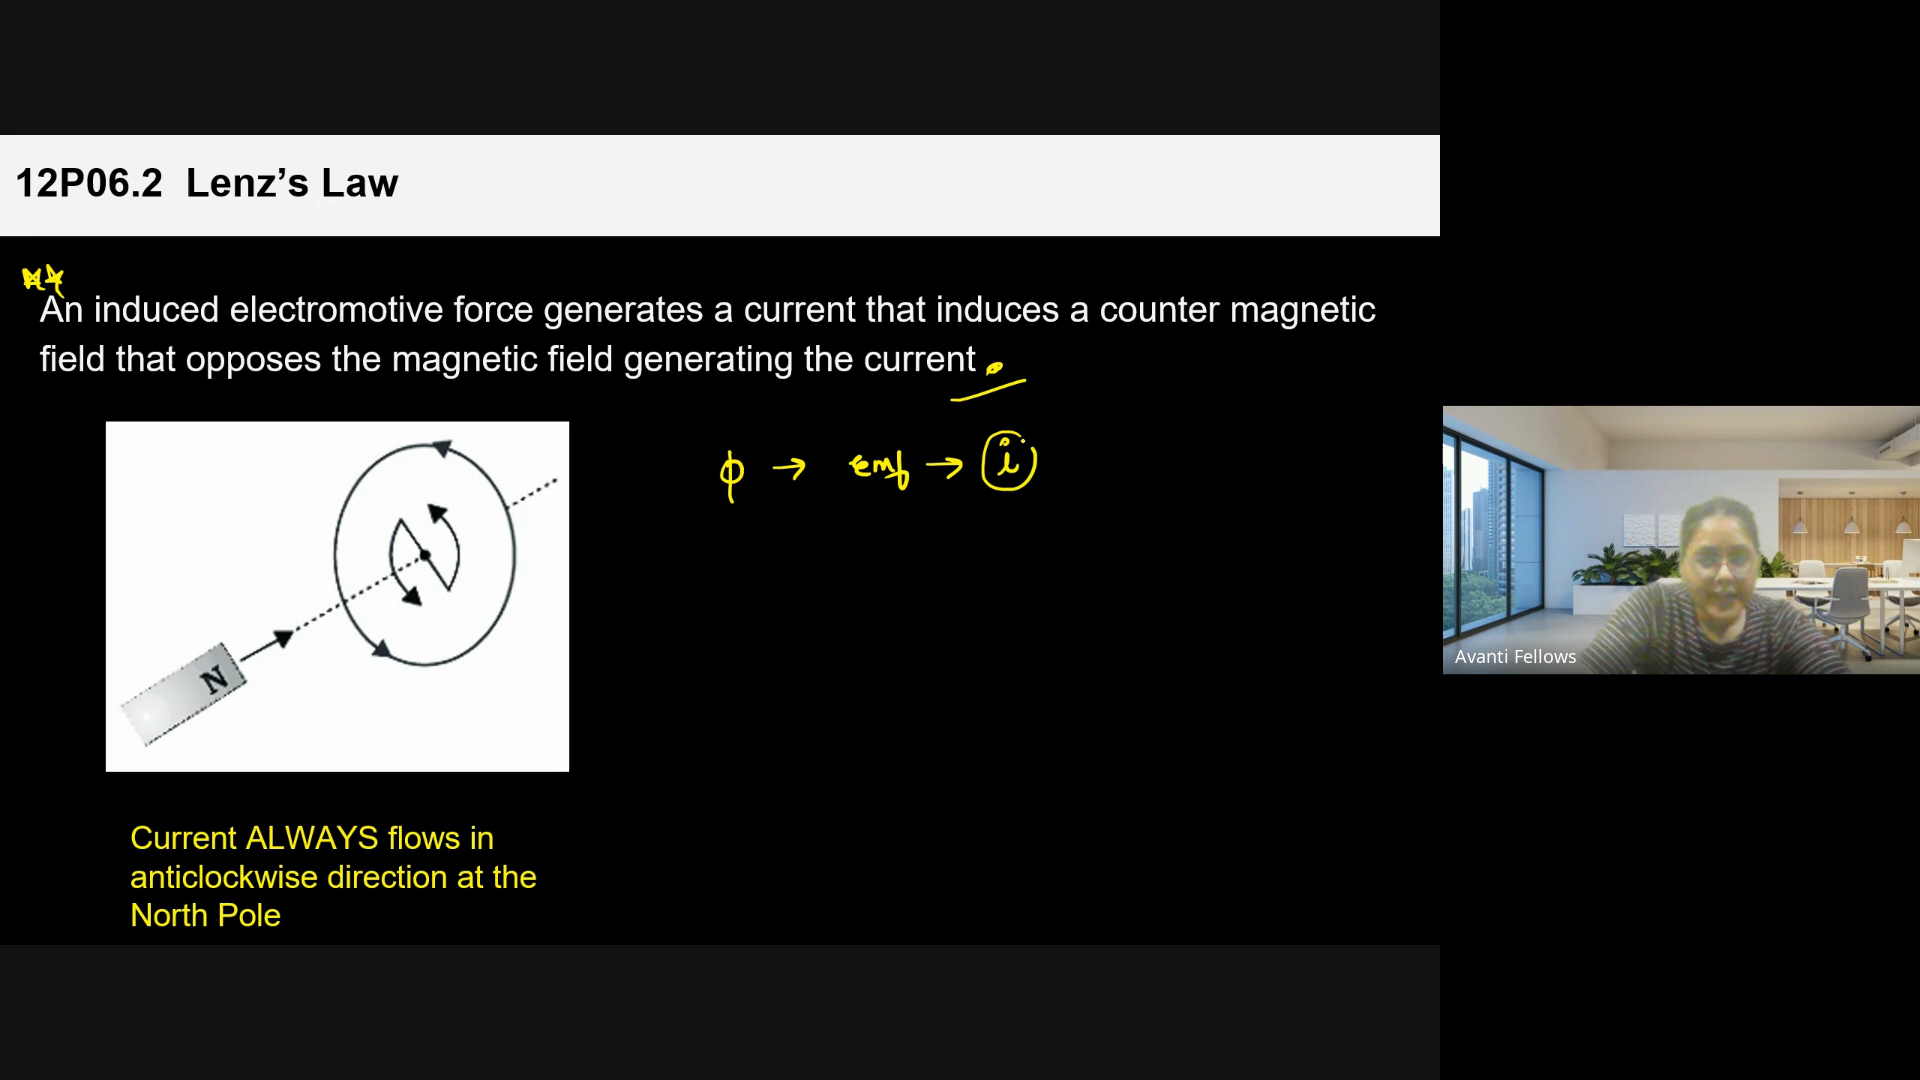 12P06.2 Lenz’s Law
An induced electromotive force generates a current that induces a counter magnetic
field that opposes the magnetic field generating the current.
ϕ → emf → i
N
Current ALWAYS flows in
anticlockwise direction at the
North Pole
Avanti Fellows